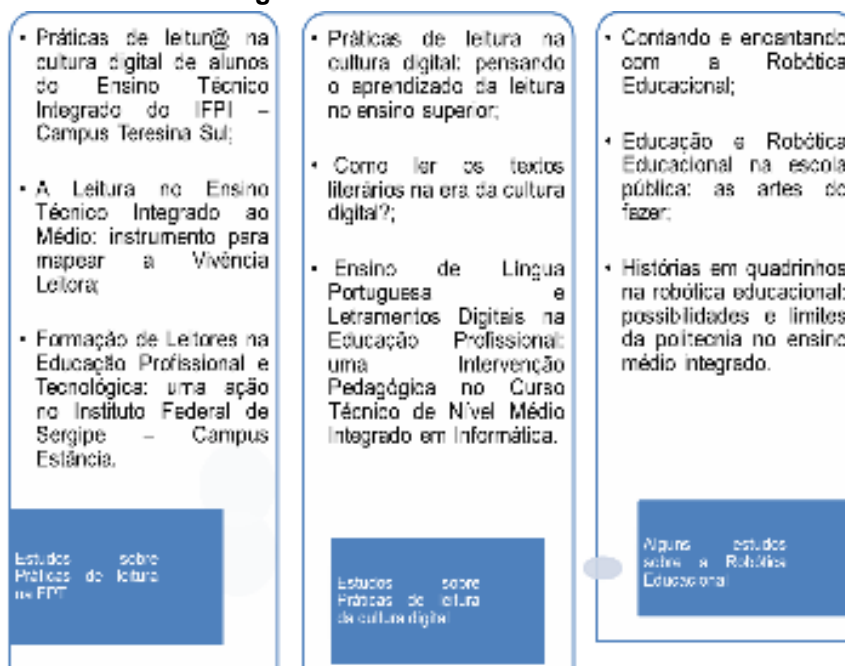 • Práticas de leitur@ na
cultura digital de alunos
do Ensino Técnico
Integrado do IFPI –
Campus Teresina Sul;
• A Leitura no Ensino
Técnico Integrado ao
Médio: instrumento para
mapear a Vivência
Leitora;
• Formação de Leitores na
Educação Profissional e
Tecnológica: uma ação
no Instituto Federal de
Sergipe – Campus
Estância.
Estudos sobre
Práticas de leitura
na EPT
• Práticas de leitura na
cultura digital: pensando
o aprendizado da leitura
no ensino superior;
• Como ler os textos
literários na era da cultura
digital?;
• Ensino de Língua
Portuguesa e
Letramentos Digitais na
Educação Profissional:
uma Intervenção
Pedagógica no Curso
Técnico de Nível Médio
Integrado em Informática.
Estudos sobre
Práticas de leitura
da cultura digital
• Contando e encantando
com a Robótica
Educacional;
• Educação e Robótica
Educacional na escola
pública: as artes do
fazer;
• Histórias em quadrinhos
na robótica educacional:
possibilidades e limites
da politecnia no ensino
médio integrado.
Alguns estudos
sobre a Robótica
Educacional